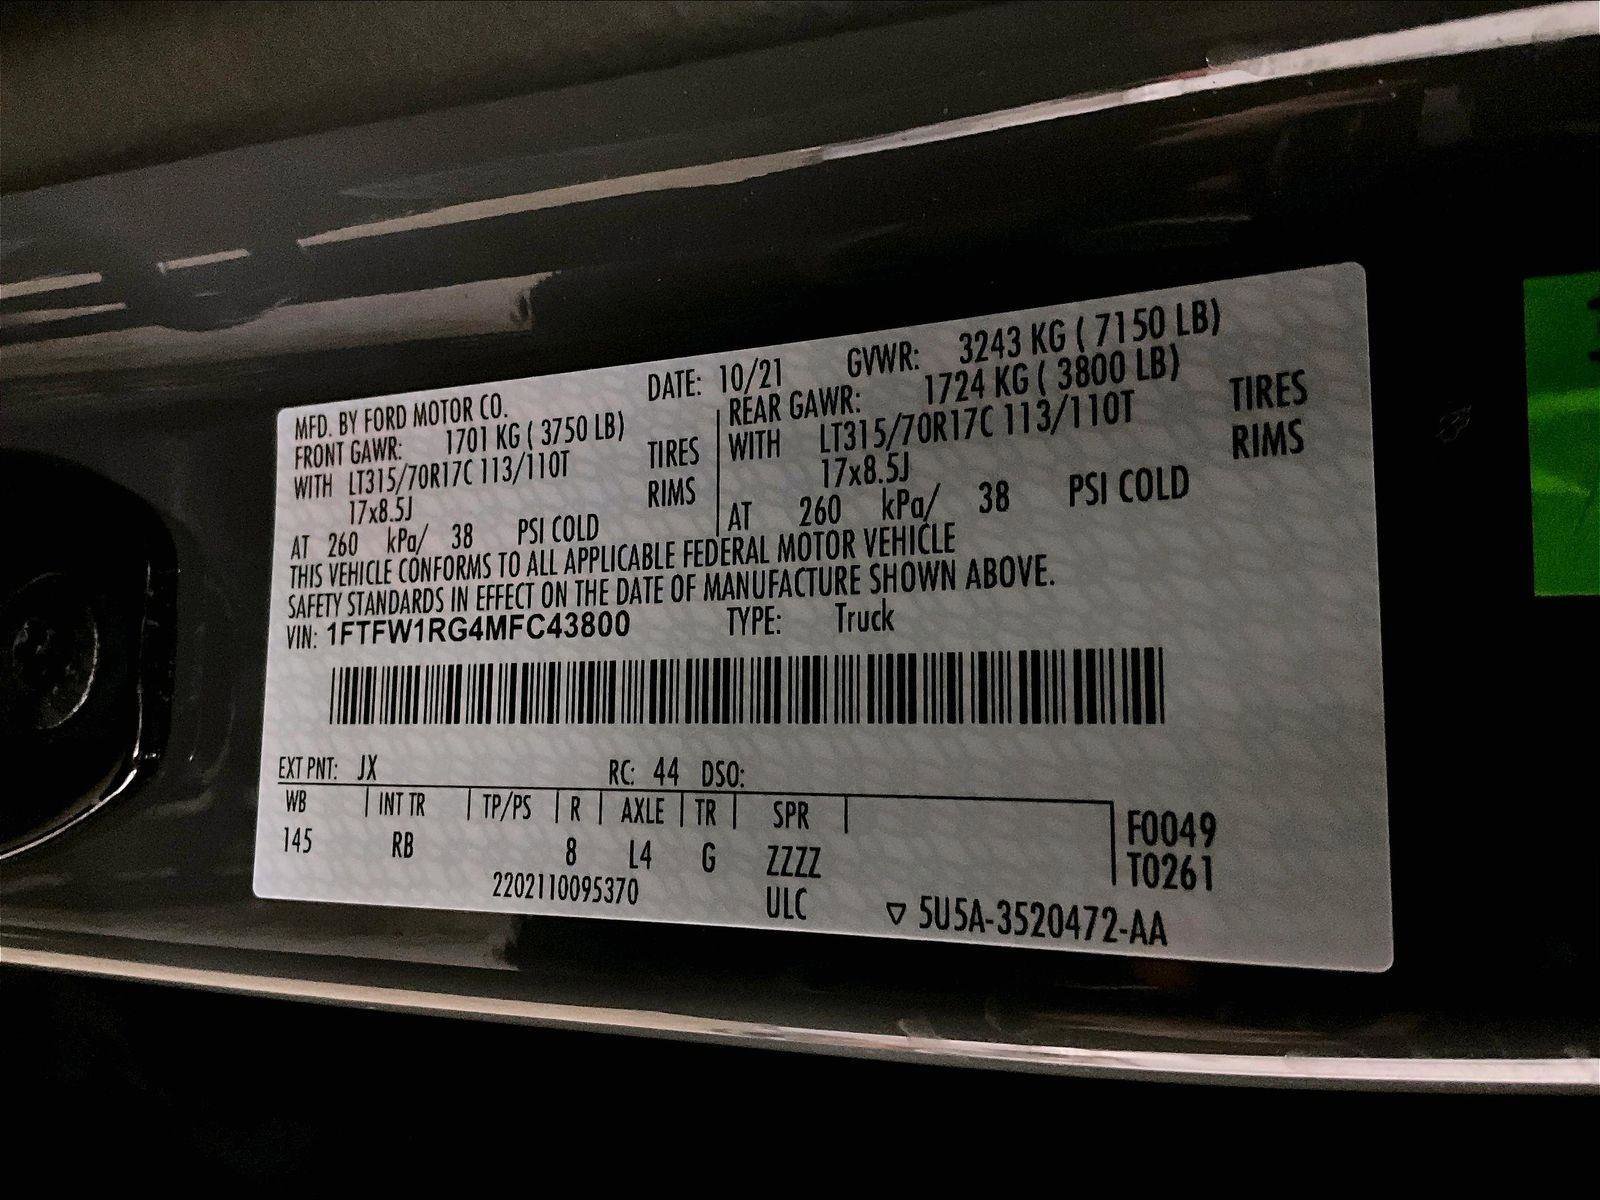 MFD. BY FORD MOTOR CO. DATE: 10/21 GVWR: 3243 KG ( 7150 LB)
FRONT GAWR: 1701 KG ( 3750 LB) REAR GAWR: 1724 KG ( 3800 LB)
WITH LT315/70R17C 113/110T TIRES WITH LT315/70R17C 113/110T TIRES
17x8.5J RIMS 17x8.5J RIMS
AT 260 kPa/ 38 PSI COLD AT 260 kPa/ 38 PSI COLD
THIS VEHICLE CONFORMS TO ALL APPLICABLE FEDERAL MOTOR VEHICLE
SAFETY STANDARDS IN EFFECT ON THE DATE OF MANUFACTURE SHOWN ABOVE.
VIN: 1FTFW1RG4MFC43800 TYPE: Truck
EXT PNT: JX RC: 44 DSO:
WB INT TR TP/PS R AXLE TR SPR F0049
145 RB 8 L4 G ZZZZ T0261
2202110095370 ULC ▽ 5U5A-3520472-AA